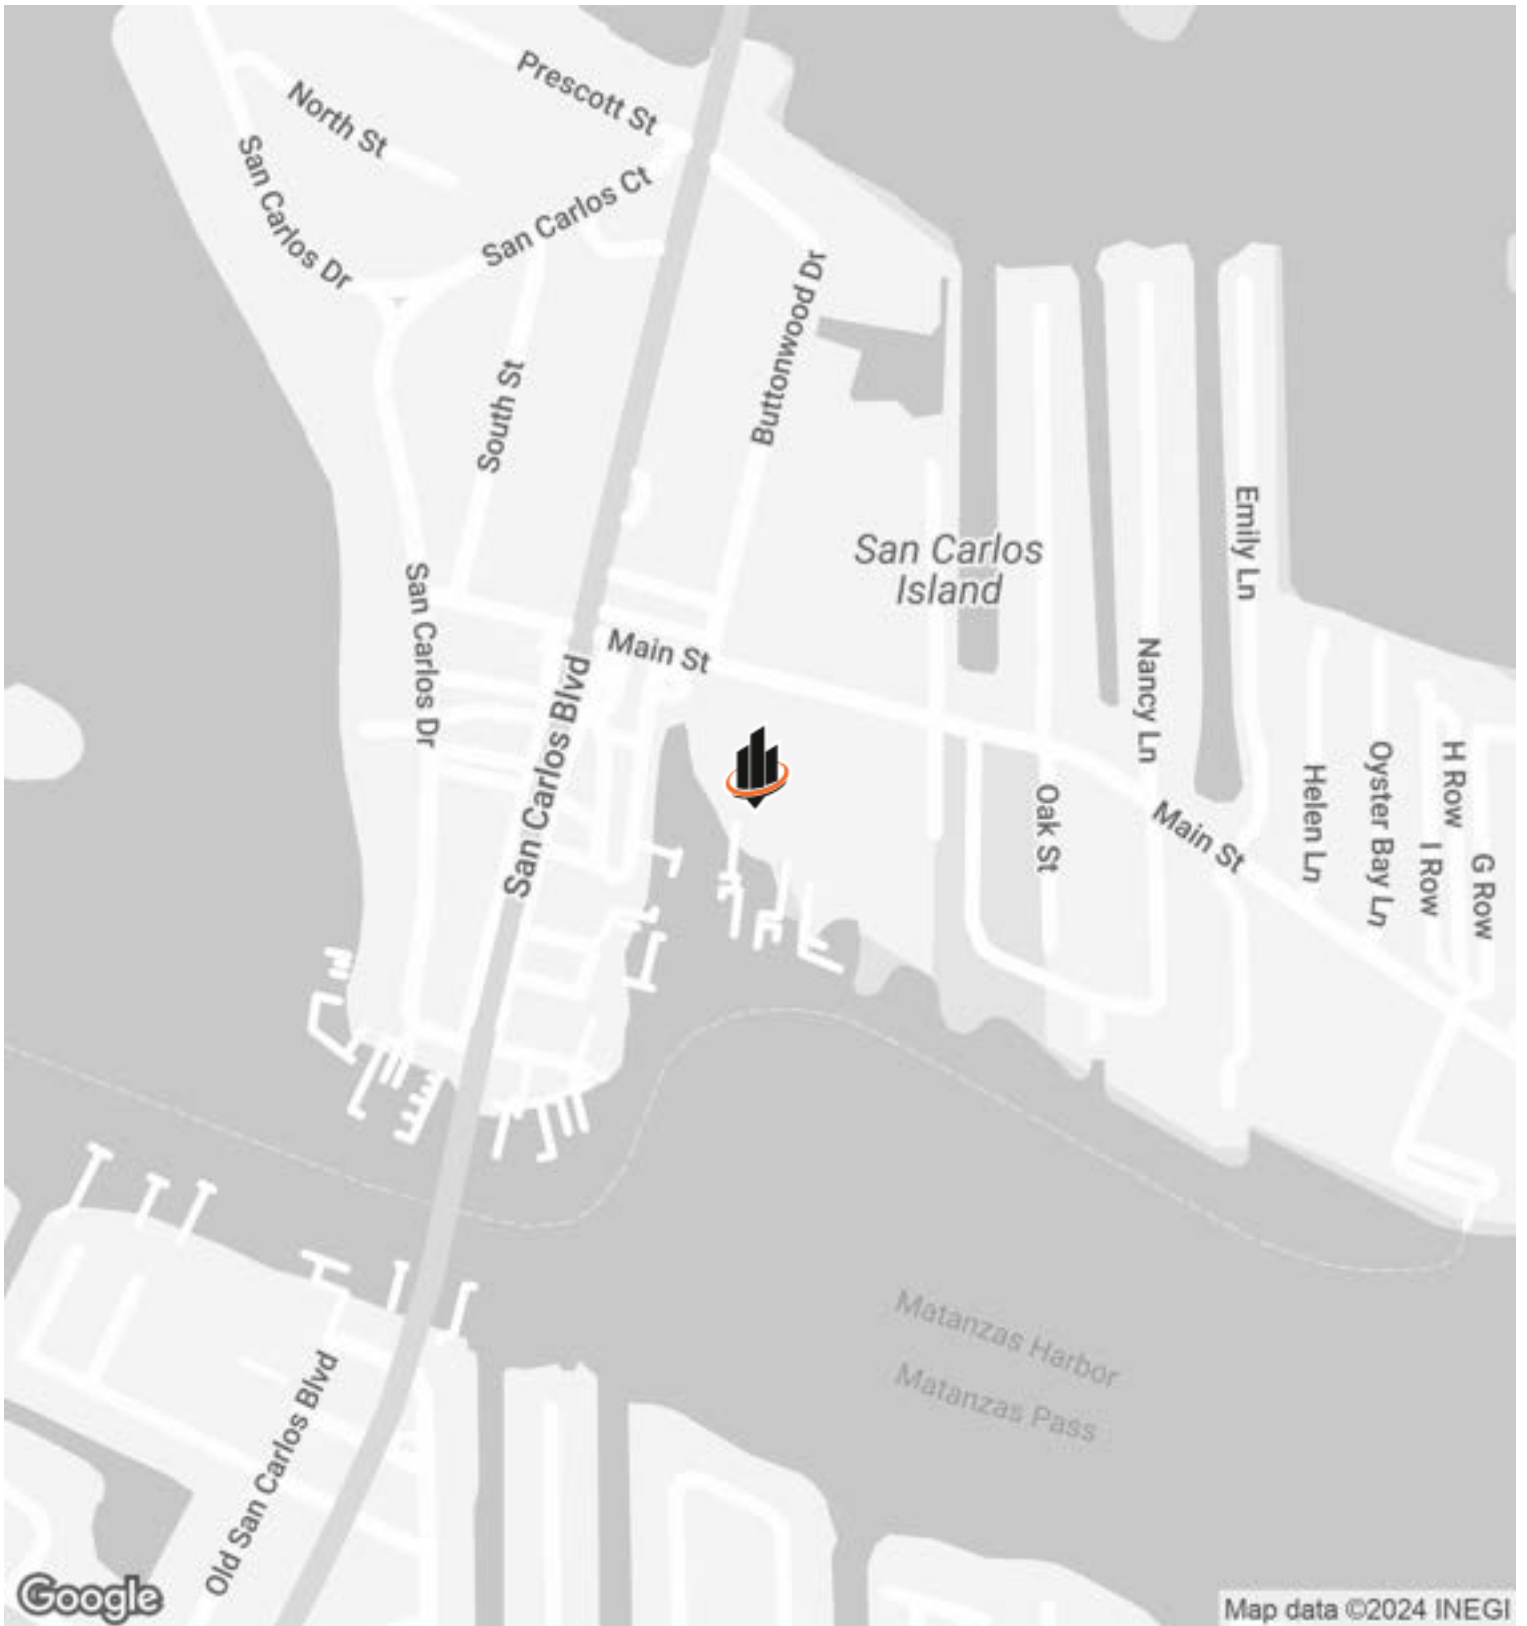 Prescott St
North St
San Carlos Ct
San Carlos Dr
Buttonwood Dr
South St
San Carlos
Island
Emily Ln
San Carlos Dr
Main St
Nancy Ln
San Carlos Blvd
Oak St
Main St
Helen Ln
Oyster Bay Ln
H Row
I Row
G Row
Matanzas Harbor
Matanzas Pass
Old San Carlos Blvd
Google
Map data ©2024 INEGI